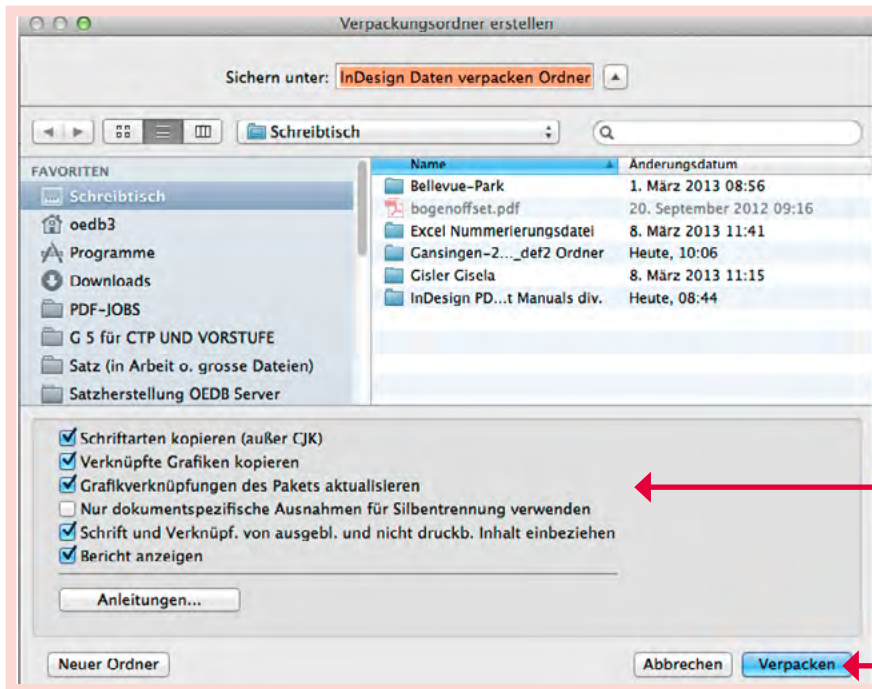 Verpackungsordner erstellen
Sichern unter: InDesign Daten verpacken Ordner
Schreibtisch
FAVORITEN
Schreibtisch
oedb3
Programme
Downloads
PDF-JOBS
G 5 für CTP UND VORSTUFE
Satz (in Arbeit o. grosse Dateien)
Satzherstellung OEDB Server
Name Änderungsdatum
Bellevue-Park 1. März 2013 08:56
bogenoffset.pdf 20. September 2012 09:16
Excel Nummerierungsdatei 8. März 2013 11:41
Gansingen-2..._def2 Ordner Heute, 10:06
Gisler Gisela 8. März 2013 11:15
InDesign PD...t Manuals div. Heute, 08:44
Schriftarten kopieren (außer CJK)
Verknüpfte Grafiken kopieren
Grafikverknüpfungen des Pakets aktualisieren
Nur dokumentspezifische Ausnahmen für Silbentrennung verwenden
Schrift und Verknüpf. von ausgebl. und nicht druckb. Inhalt einbeziehen
Bericht anzeigen
Anleitungen...
Neuer Ordner Abbrechen Verpacken